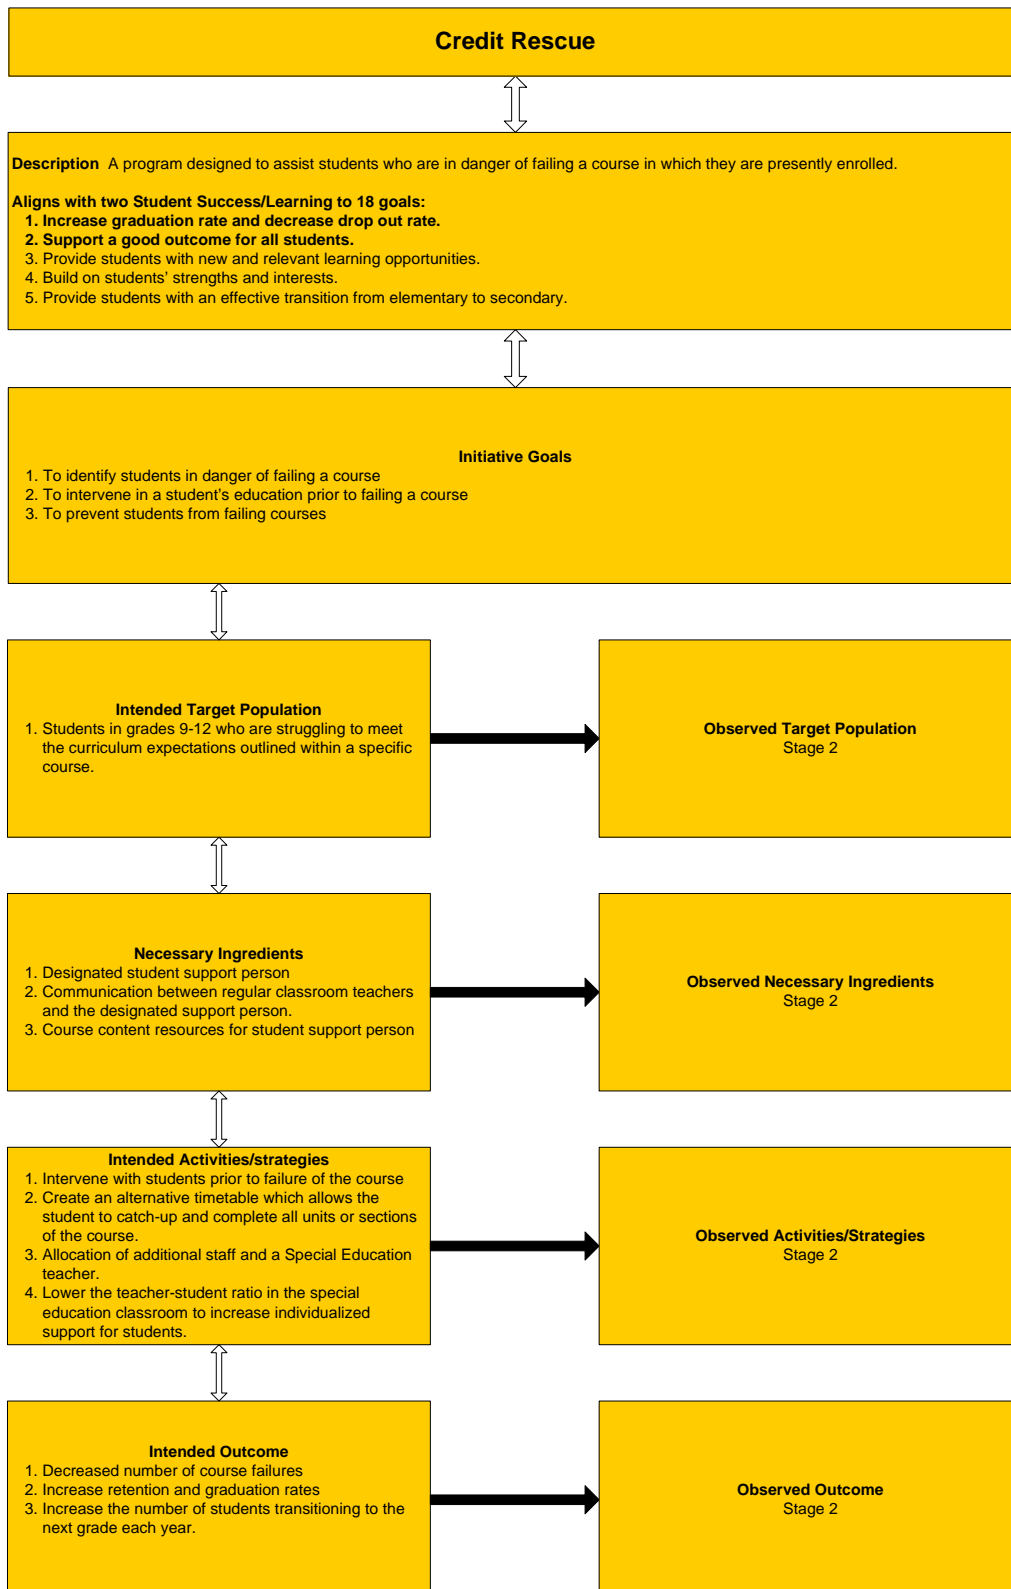 Credit Rescue
Description  A program designed to assist students who are in danger of failing a course in which they are presently enrolled.
Aligns with two Student Success/Learning to 18 goals:
1. Increase graduation rate and decrease drop out rate.
2. Support a good outcome for all students.
3. Provide students with new and relevant learning opportunities.
4. Build on students’ strengths and interests.
5. Provide students with an effective transition from elementary to secondary.
Initiative Goals
1. To identify students in danger of failing a course
2. To intervene in a student’s education prior to failing a course
3. To prevent students from failing courses
Intended Target Population
1. Students in grades 9-12 who are struggling to meet
the curriculum expectations outlined within a specific
course.
Observed Target Population
Stage 2
Necessary Ingredients
1. Designated student support person
2. Communication between regular classroom teachers
and the designated support person.
3. Course content resources for student support person
Observed Necessary Ingredients
Stage 2
Intended Activities/strategies
1. Intervene with students prior to failure of the course
2. Create an alternative timetable which allows the
student to catch-up and complete all units or sections
of the course.
3. Allocation of additional staff and a Special Education
teacher.
4. Lower the teacher-student ratio in the special
education classroom to increase individualized
support for students.
Observed Activities/Strategies
Stage 2
Intended Outcome
1. Decreased number of course failures
2. Increase retention and graduation rates
3. Increase the number of students transitioning to the
next grade each year.
Observed Outcome
Stage 2